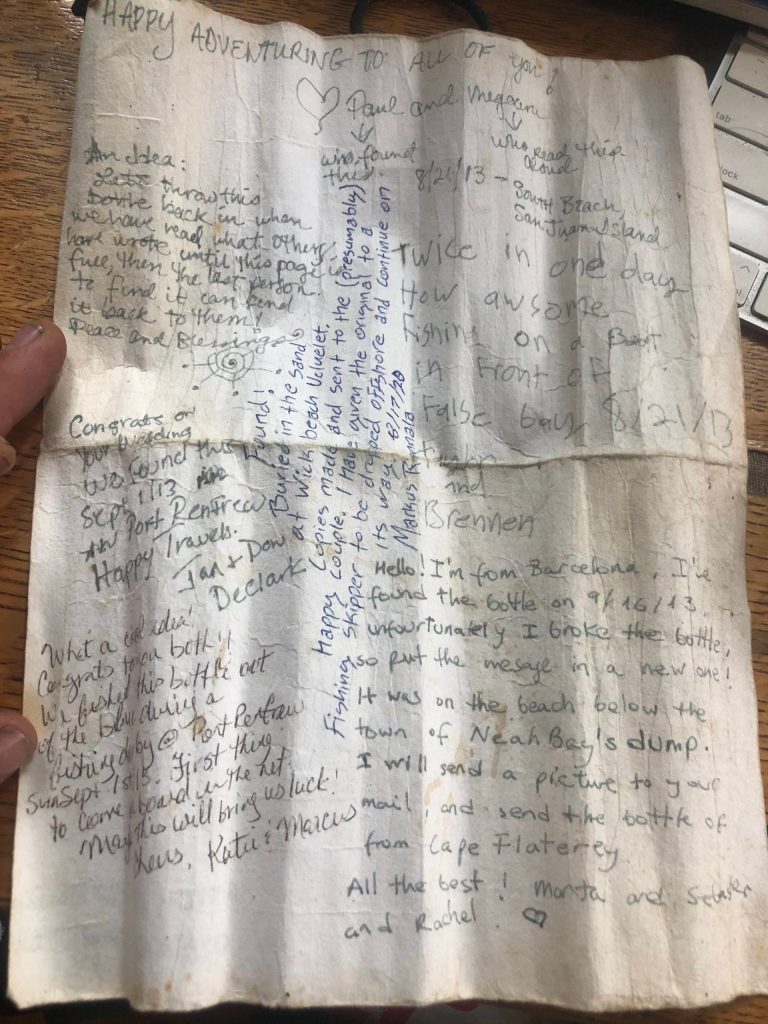 HAPPY ADVENTURING TO ALL OF you!
Paul and Megann
who found
this
who read this
aloud
8/21/13 - South Beach,
San Juan Island
An Idea:
Lets throw this
bottle back in when
we have read what others
have wrote until this page is
full, then the last person
to find it can send
it back to them!
Peace and Blessings
Twice in one day
How awsome
Fishing on a Boat
in Front of
False bay 8/21/13
and
Brennen
Congrats on
your wedding
We found this
Sept 1/13
in Port Renfrew
Happy Travels.
Jan + Don
Declark
Found!
Buried in the sand
at Wick beach Ucluelet.
Copies made and sent to the (presumably)
Happy Couple. I Have given the original to a
Fishing skipper to be dropped offshore and continue on
its way 8/17/20
Markus
What a cool idea!
Congrats to you both!
We fished this bottle out
of the blue during a
fishing derby @ Port Renfrew
Sun Sept 1st 13. First thing
to come aboard in the net.
May this will bring us luck!
Cheers, Katie & Marcus
Hello! I'm from Barcelona, I've
found the bottle on 9/16/13,
unfortunately I broke the bottle,
so put the mesage in a new one!
It was on the beach below the
town of Neah Bay's dump.
I will send a picture to your
mail, and send the bottle of
from Cape Flaterey
All the best! Marta and
and Rachel.